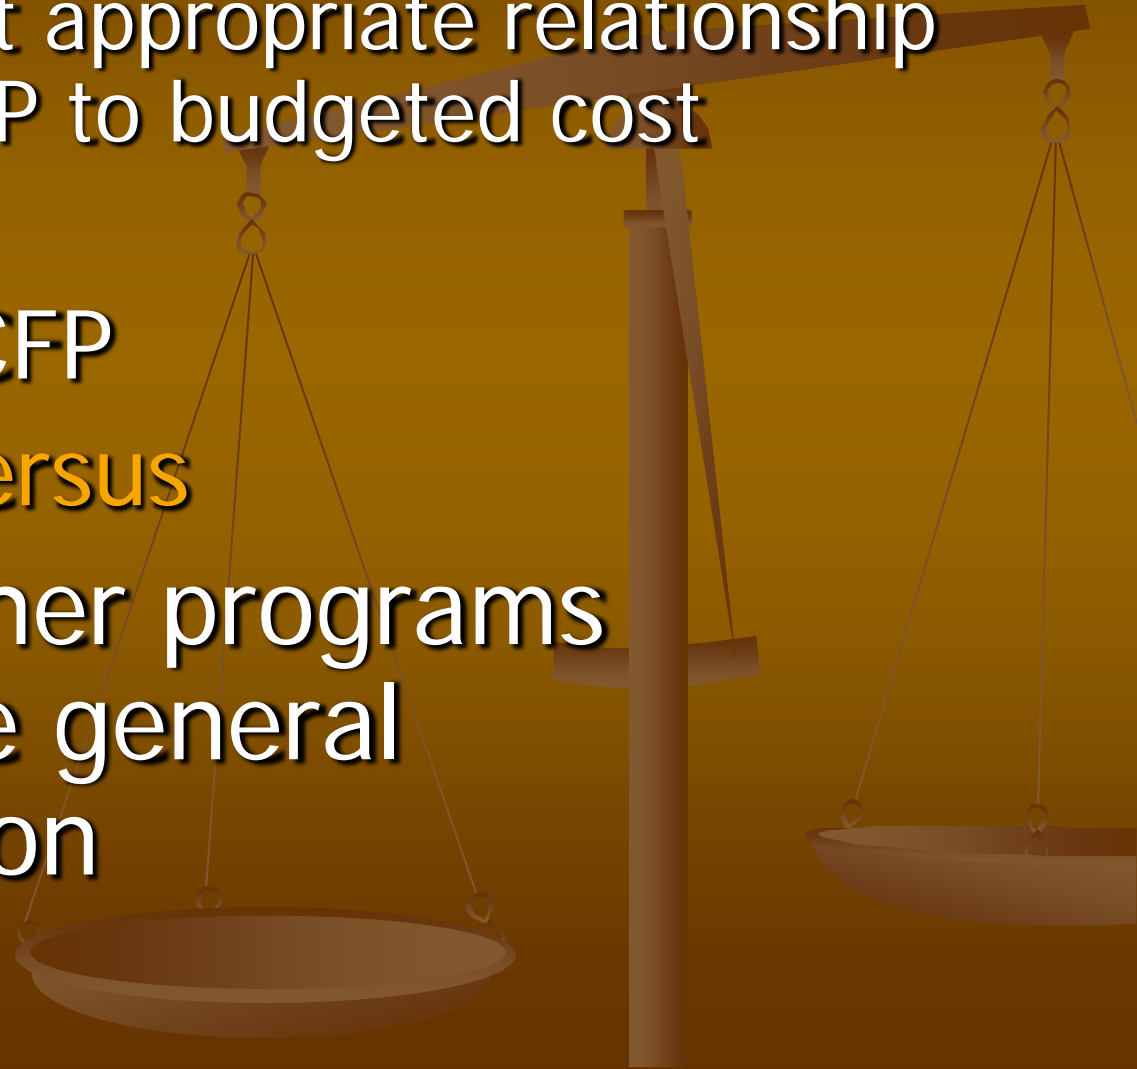 t appropriate relationship
P to budgeted cost
CFP
ersus
her programs
e general
on